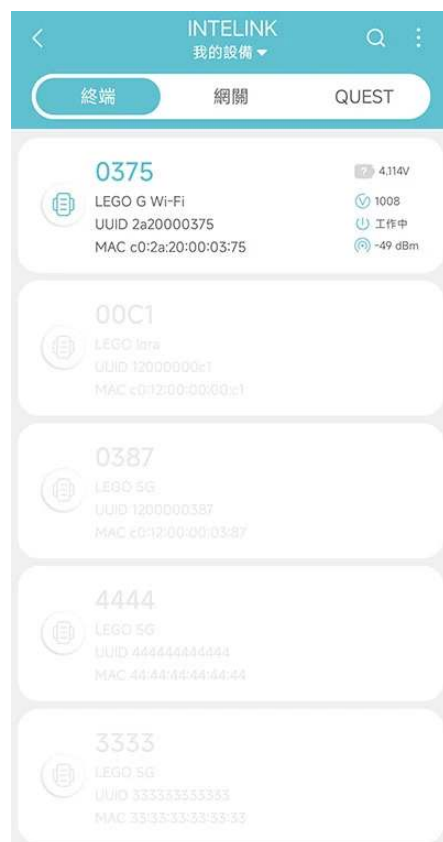 INTELINK
我的設備
終端
網關
QUEST
0375
4.114V
LEGO G Wi-Fi
1008
UUID 2a20000375
工作中
MAC c0:2a:20:00:03:75
-49 dBm
00C1
LEGO lora
UUID 12000000c1
MAC c0:12:00:00:00:c1
0387
LEGO 5G
UUID 1200000387
MAC c0:12:00:00:03:87
4444
LEGO 5G
UUID 444444444444
MAC 44:44:44:44:44:44
3333
LEGO 5G
UUID 333333333333
MAC 33:33:33:33:33:33